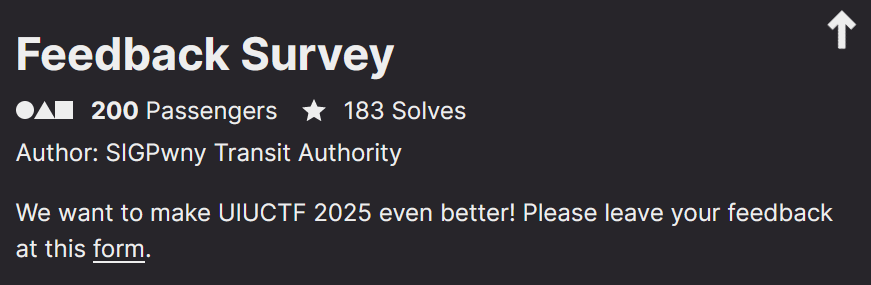 Feedback Survey
200 Passengers 183 Solves
Author: SIGPwny Transit Authority
We want to make UIUCTF 2025 even better! Please leave your feedback
at this form.